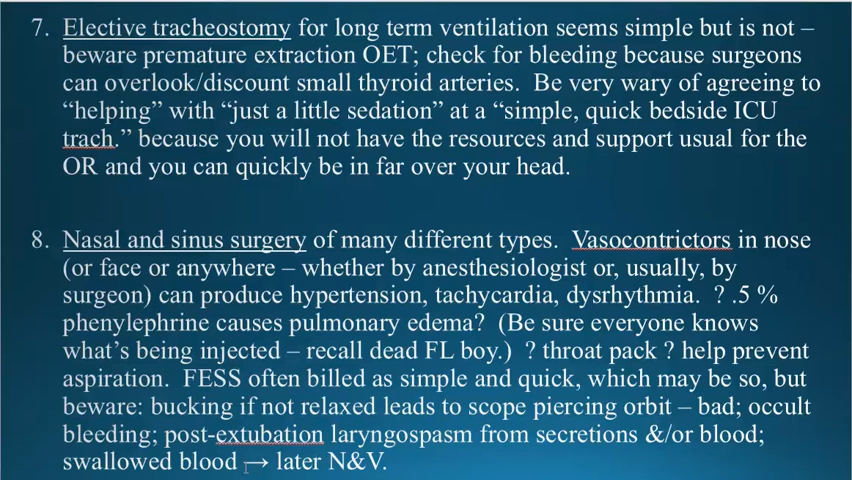 7. Elective tracheostomy for long term ventilation seems simple but is not –
beware premature extraction OET; check for bleeding because surgeons
can overlook/discount small thyroid arteries. Be very wary of agreeing to
“helping” with “just a little sedation” at a “simple, quick bedside ICU
trach.” because you will not have the resources and support usual for the
OR and you can quickly be in far over your head.
8. Nasal and sinus surgery of many different types. Vasocontrictors in nose
(or face or anywhere – whether by anesthesiologist or, usually, by
surgeon) can produce hypertension, tachycardia, dysrhythmia. ? .5 %
phenylephrine causes pulmonary edema? (Be sure everyone knows
what’s being injected – recall dead FL boy.) ? throat pack ? help prevent
aspiration. FESS often billed as simple and quick, which may be so, but
beware: bucking if not relaxed leads to scope piercing orbit – bad; occult
bleeding; post-extubation laryngospasm from secretions &/or blood;
swallowed blood → later N&V.